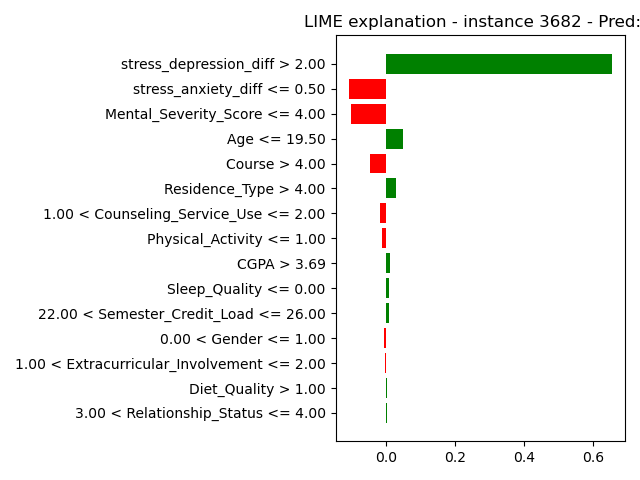 LIME explanation - instance 3682 - Pred:
stress_depression_diff > 2.00
stress_anxiety_diff <= 0.50
Mental_Severity_Score <= 4.00
Age <= 19.50
Course > 4.00
Residence_Type > 4.00
1.00 < Counseling_Service_Use <= 2.00
Physical_Activity <= 1.00
CGPA > 3.69
Sleep_Quality <= 0.00
22.00 < Semester_Credit_Load <= 26.00
0.00 < Gender <= 1.00
1.00 < Extracurricular_Involvement <= 2.00
Diet_Quality > 1.00
3.00 < Relationship_Status <= 4.00
0.0 0.2 0.4 0.6